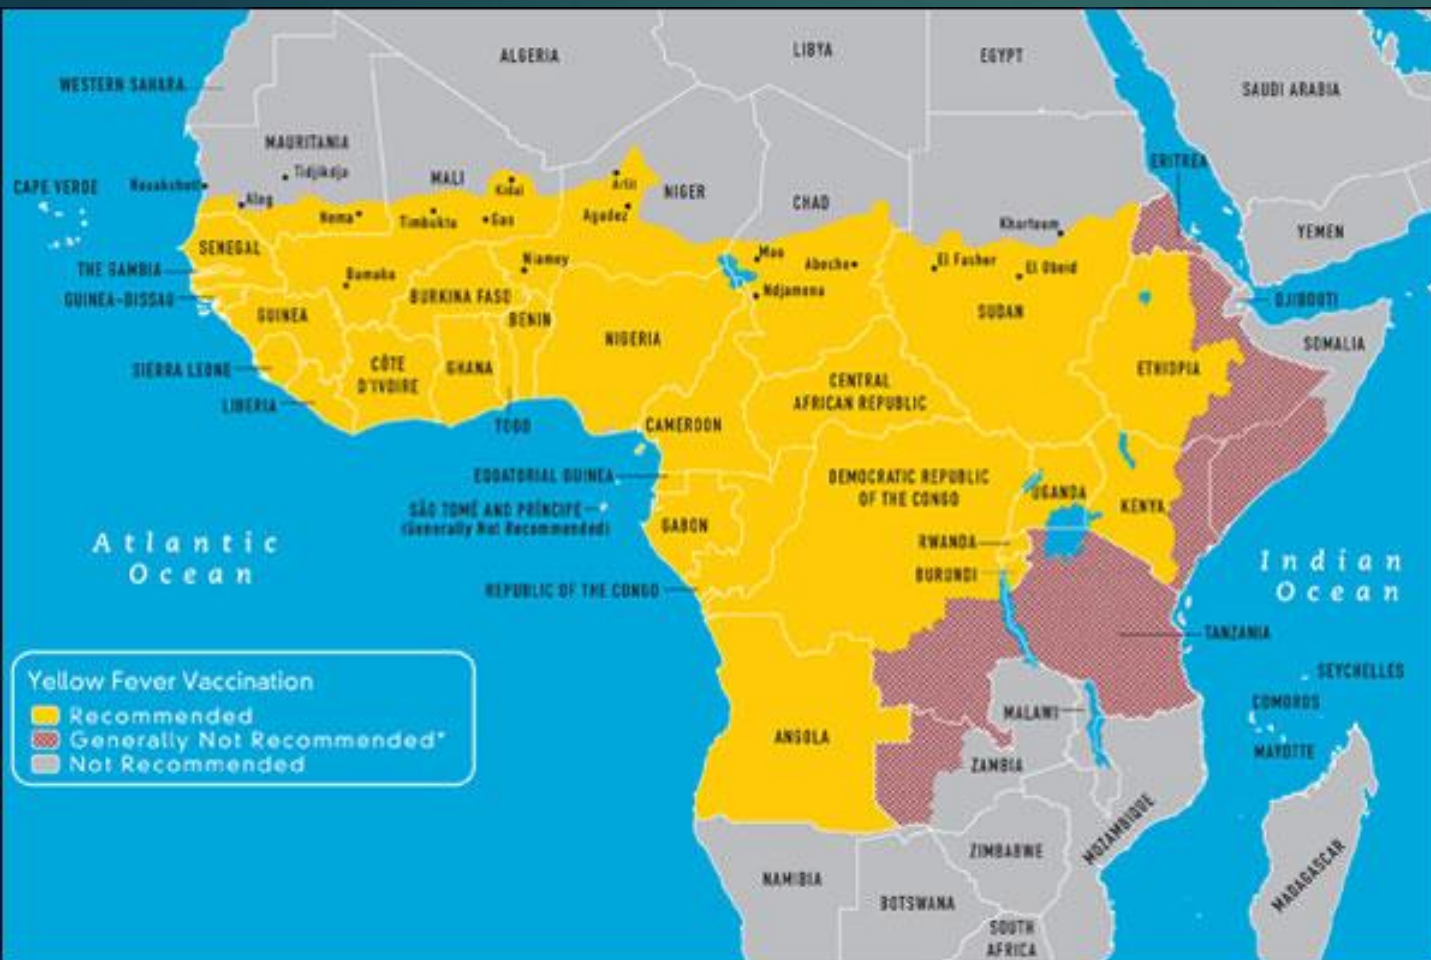 ALGERIA
LIBYA
EGYPT
SAUDI ARABIA
WESTERN SAHARA
MAURITANIA
Tidjikdja
MALI
Kidal
Arlit
NIGER
CHAD
ERITREA
CAPE VERDE
Nouakshott
Aleg
Nema
Timbuktu
Gao
Agadez
Khartoum
YEMEN
SENEGAL
THE GAMBIA
GUINEA-BISSAU
Bamako
Niamey
BURKINA FASO
BENIN
Mao
Abeche
Ndjamena
El Fasher
El Obeid
SUDAN
DJIBOUTI
SOMALIA
GUINEA
NIGERIA
SIERRA LEONE
CÔTE
D'IVOIRE
GHANA
CENTRAL
AFRICAN REPUBLIC
ETHIOPIA
LIBERIA
TOGO
CAMEROON
EQUATORIAL GUINEA
DEMOCRATIC REPUBLIC
OF THE CONGO
UGANDA
KENYA
SÃO TOMÉ AND PRÍNCIPE
(Generally Not Recommended)
GABON
RWANDA
BURUNDI
Atlantic
Ocean
Indian
Ocean
REPUBLIC OF THE CONGO
TANZANIA
SEYCHELLES
COMOROS
MAYOTTE
Yellow Fever Vaccination
Recommended
Generally Not Recommended*
Not Recommended
ANGOLA
MALAWI
ZAMBIA
MOZAMBIQUE
ZIMBABWE
MADAGASCAR
NAMIBIA
BOTSWANA
SOUTH
AFRICA